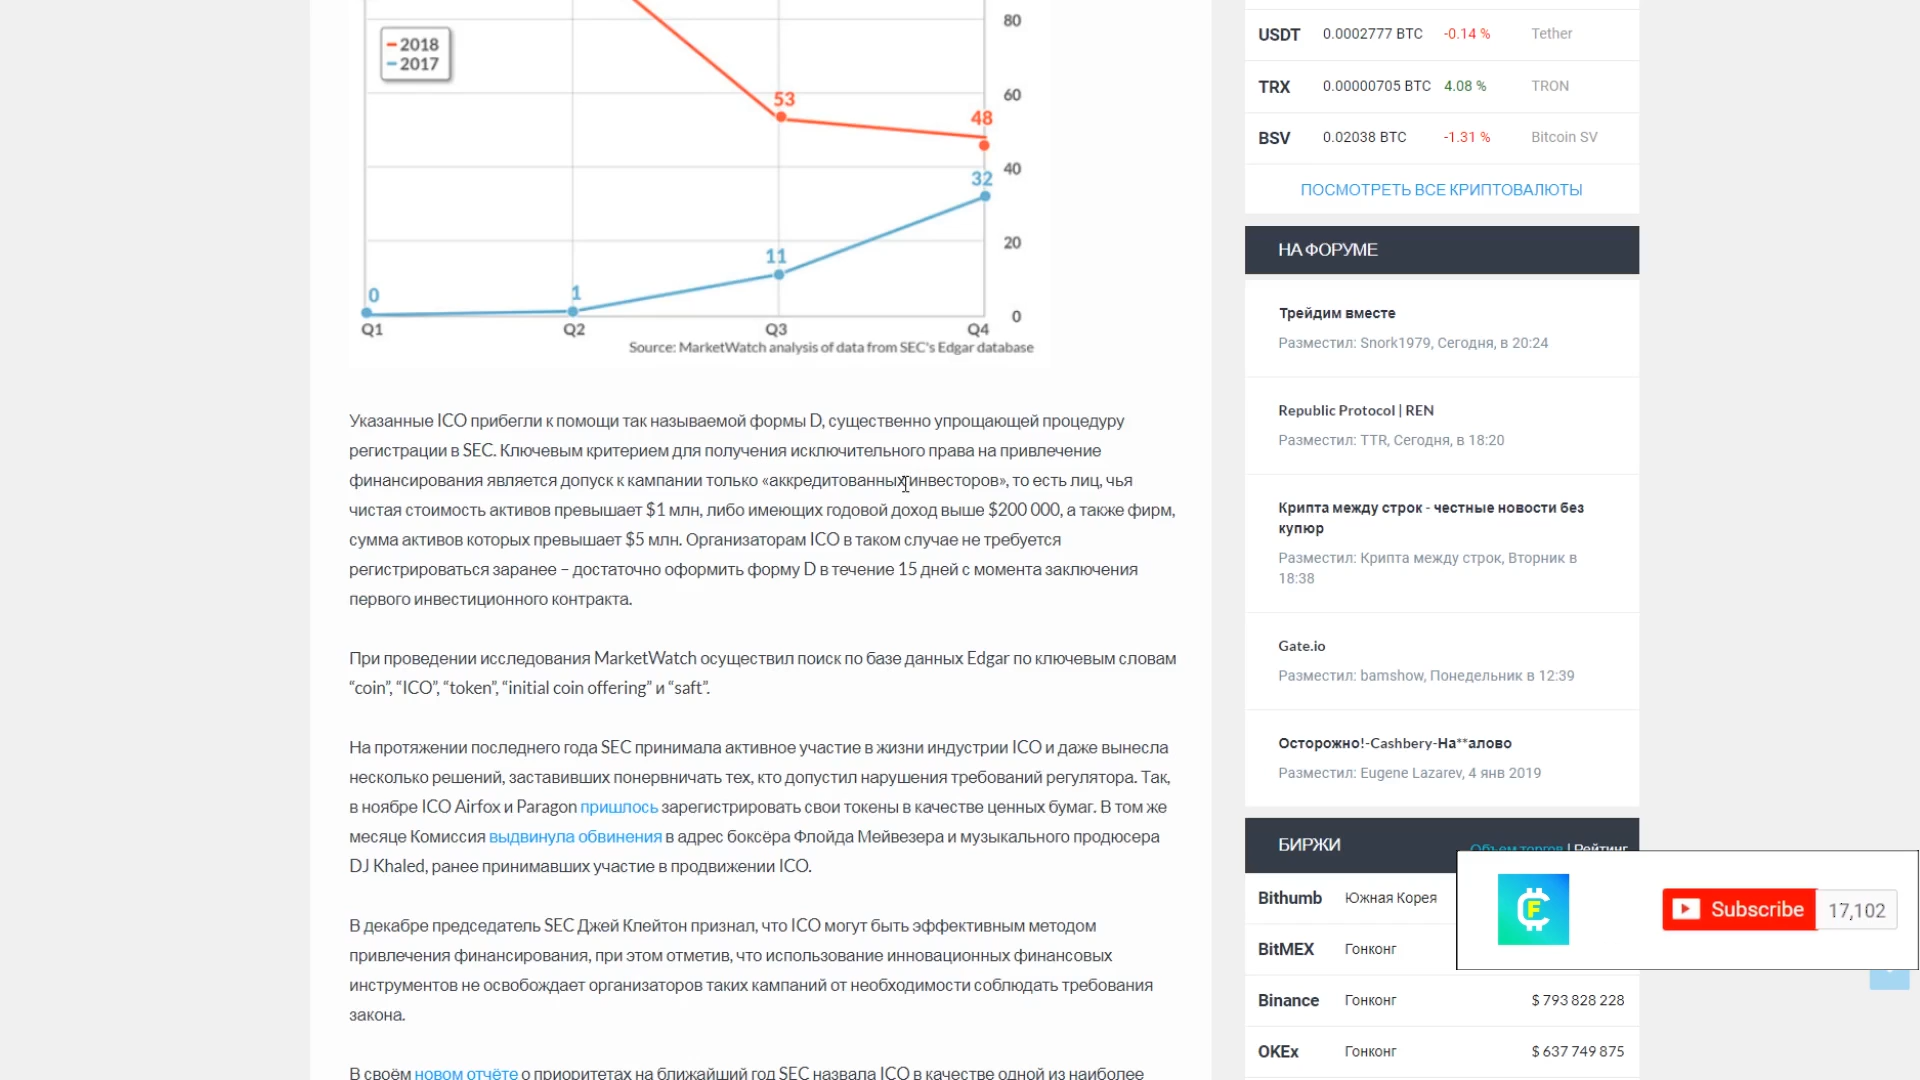 80
2018
2017
53
60
48
40
32
20
11
0
1
0
Q1 Q2 Q3 Q4
Source: MarketWatch analysis of data from SEC's Edgar database
Указанные ICO прибегли к помощи так называемой формы D, существенно упрощающей процедуру
регистрации в SEC. Ключевым критерием для получения исключительного права на привлечение
финансирования является допуск к кампании только «аккредитованных инвесторов», то есть лиц, чья
чистая стоимость активов превышает $1 млн, либо имеющих годовой доход выше $200 000, а также фирм,
сумма активов которых превышает $5 млн. Организаторам ICO в таком случае не требуется
регистрироваться заранее – достаточно оформить форму D в течение 15 дней с момента заключения
первого инвестиционного контракта.
При проведении исследования MarketWatch осуществил поиск по базе данных Edgar по ключевым словам
“coin”, “ICO”, “token”, “initial coin offering” и “saft”.
На протяжении последнего года SEC принимала активное участие в жизни индустрии ICO и даже вынесла
несколько решений, заставивших понервничать тех, кто допустил нарушения требований регулятора. Так,
в ноябре ICO Airfox и Paragon пришлось зарегистрировать свои токены в качестве ценных бумаг. В том же
месяце Комиссия выдвинула обвинения в адрес боксёра Флойда Мейвезера и музыкального продюсера
DJ Khaled, ранее принимавших участие в продвижении ICO.
В декабре председатель SEC Джей Клейтон признал, что ICO могут быть эффективным методом
привлечения финансирования, при этом отметив, что использование инновационных финансовых
инструментов не освобождает организаторов таких кампаний от необходимости соблюдать требования
закона.
В своём новом отчёте о приоритетах на ближайший год SEC назвала ICO в качестве одной из наиболее
USDT 0.0002777 BTC -0.14 % Tether
TRX 0.00000705 BTC 4.08 % TRON
BSV 0.02038 BTC -1.31 % Bitcoin SV
ПОСМОТРЕТЬ ВСЕ КРИПТОВАЛЮТЫ
НА ФОРУМЕ
Трейдим вместе
Разместил: Snork1979, Сегодня, в 20:24
Republic Protocol | REN
Разместил: TTR, Сегодня, в 18:20
Крипта между строк - честные новости без
купюр
Разместил: Крипта между строк, Вторник в
18:38
Gate.io
Разместил: bamshow, Понедельник в 12:39
Осторожно!-Cashbery-На**алово
Разместил: Eugene Lazarev, 4 янв 2019
БИРЖИ Объем торгов | Рейтинг
Bithumb Южная Корея
BitMEX Гонконг
Binance Гонконг $ 793 828 228
OKEx Гонконг $ 637 749 875
Subscribe 17,102